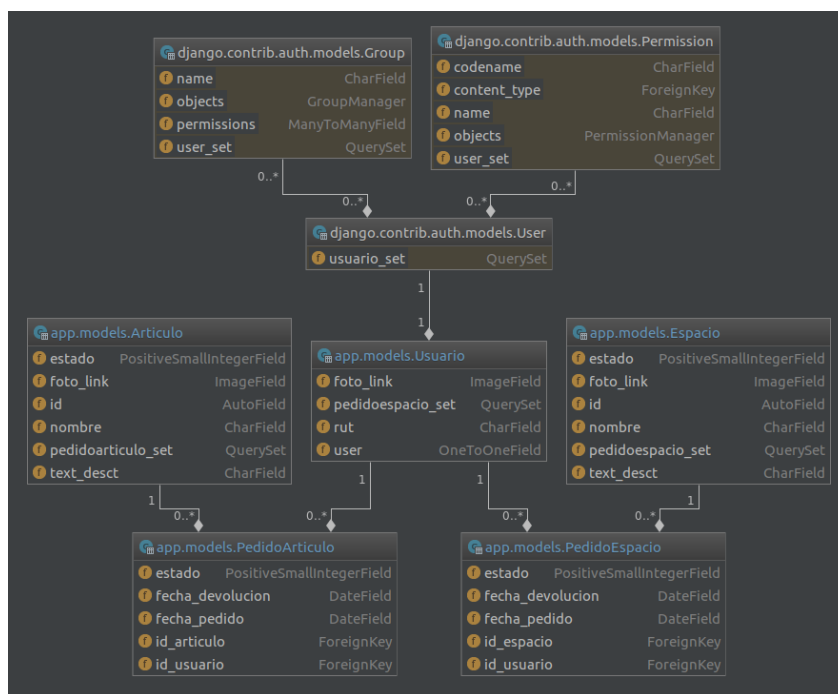 django.contrib.auth.models.Group
name CharField
objects GroupManager
permissions ManyToManyField
user_set QuerySet
django.contrib.auth.models.Permission
codename CharField
content_type ForeignKey
name CharField
objects PermissionManager
user_set QuerySet
0..*
0..*
0..*
0..*
django.contrib.auth.models.User
usuario_set QuerySet
1
1
app.models.Articulo
estado PositiveSmallIntegerField
foto_link ImageField
id AutoField
nombre CharField
pedidoarticulo_set QuerySet
text_desct CharField
app.models.Usuario
foto_link ImageField
pedidoespacio_set QuerySet
rut CharField
user OneToOneField
app.models.Espacio
estado PositiveSmallIntegerField
foto_link ImageField
id AutoField
nombre CharField
pedidoespacio_set QuerySet
text_desct CharField
1
1
1
1
0..*
0..*
0..*
0..*
app.models.PedidoArticulo
estado PositiveSmallIntegerField
fecha_devolucion DateField
fecha_pedido DateField
id_articulo ForeignKey
id_usuario ForeignKey
app.models.PedidoEspacio
estado PositiveSmallIntegerField
fecha_devolucion DateField
fecha_pedido DateField
id_espacio ForeignKey
id_usuario ForeignKey